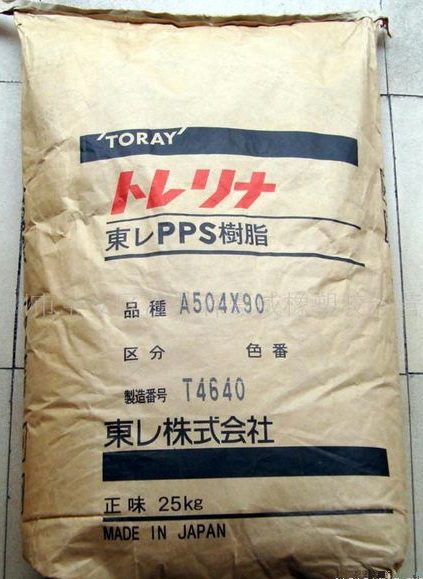 'TORAY'
トレリナ
東レPPS樹脂
品種 A504X90
区分 色番
製造番号 T4640
東レ株式会社
正味 25kg
MADE IN JAPAN